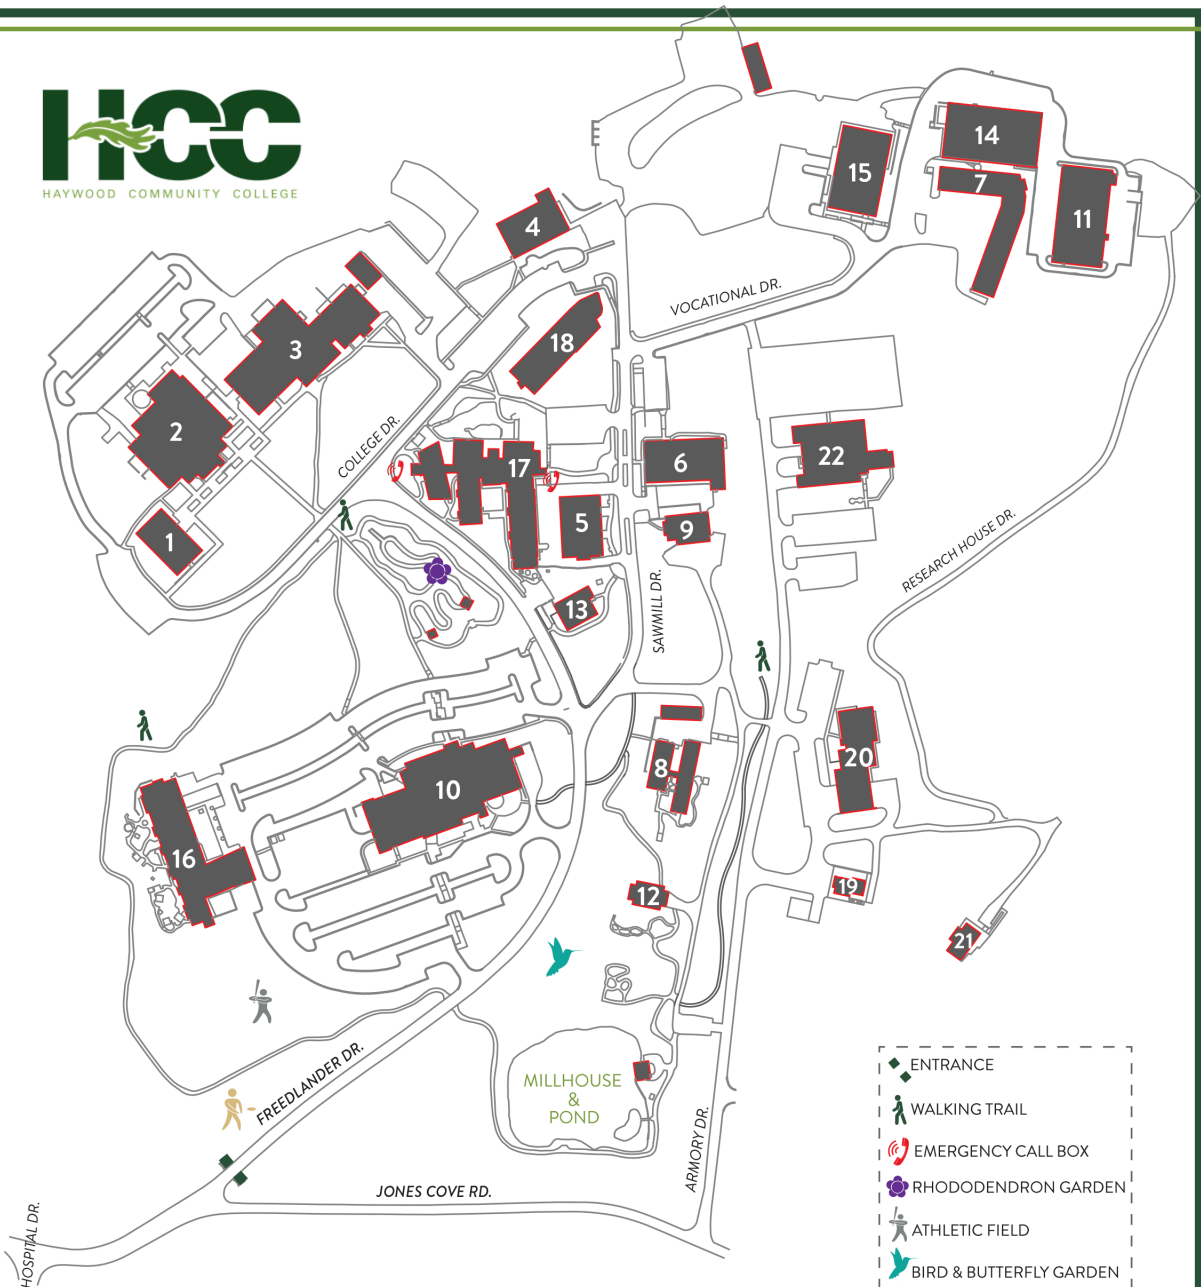 HCC
HAYWOOD COMMUNITY COLLEGE
14
15
7
11
4
VOCATIONAL DR.
18
3
2
COLLEGE DR.
17
6
22
5
9
1
RESEARCH HOUSE DR.
13
SAWMILL DR.
20
8
10
16
19
12
21
FREEDLANDER DR.
MILLHOUSE
&
POND
ARMORY DR.
JONES COVE RD.
HOSPITAL DR.
ENTRANCE
WALKING TRAIL
EMERGENCY CALL BOX
RHODODENDRON GARDEN
ATHLETIC FIELD
BIRD & BUTTERFLY GARDEN